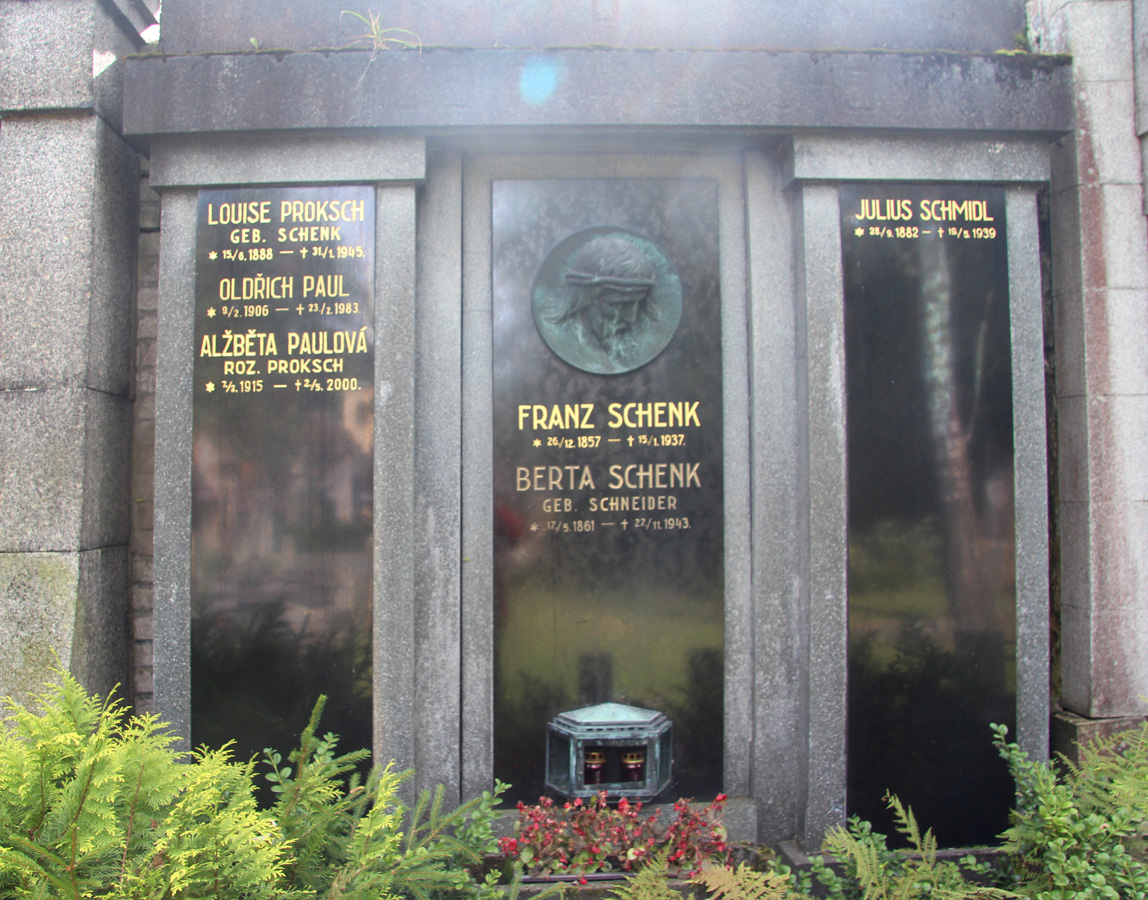 LOUISE PROKSCH
GEB. SCHENK
* 15/6.1888 — † 31/1.1945.
OLDŘICH PAUL
* 9/2.1906 — † 23./2.1983.
ALŽBĚTA PAULOVÁ
ROZ. PROKSCH
* 7/2.1915 — † 2/5.2000.
FRANZ SCHENK
* 26/12.1857 — † 15/1.1937.
BERTA SCHENK
GEB. SCHNEIDER
* 17/5.1861 — † 27/11.1943.
JULIUS SCHMIDL
* 28/9.1882 — † 19/5.1939